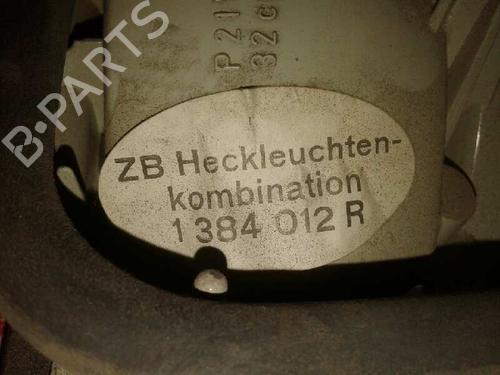 B-PARTS
ZB Heckleuchten-
kombination
1 384 012 R